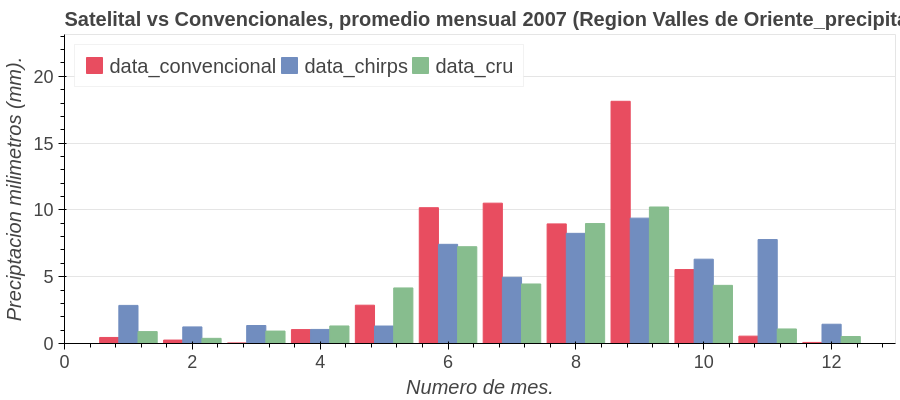 Satelital vs Convencionales, promedio mensual 2007 (Region Valles de Oriente_precipita
data_convencional data_chirps data_cru
Preciptacion milimetros (mm).
20
15
10
5
0
0 2 4 6 8 10 12
Numero de mes.